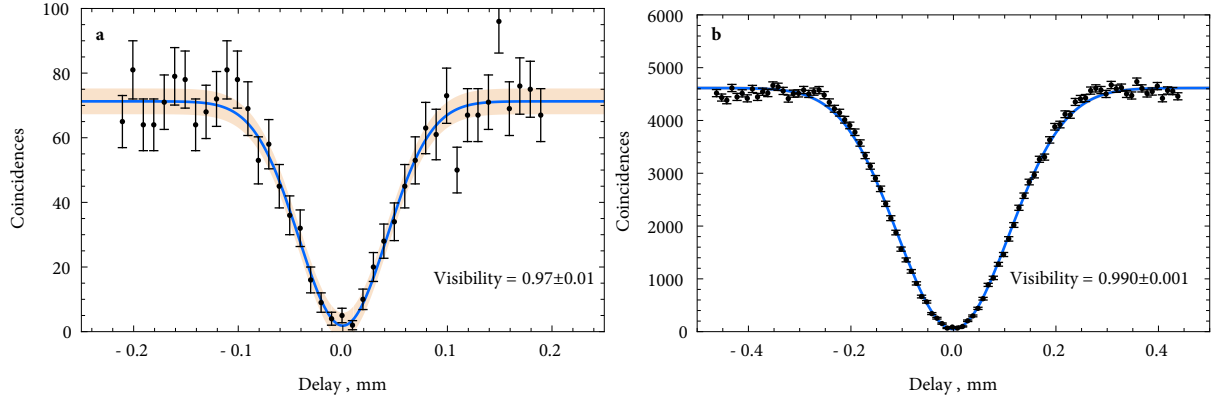 a
100
80
60
40
20
0
Coincidences
- 0.2
- 0.1
0.0
0.1
0.2
Delay , mm
Visibility = 0.97±0.01
b
6000
5000
4000
3000
2000
1000
0
Coincidences
- 0.4
- 0.2
0.0
0.2
0.4
Delay , mm
Visibility = 0.990±0.001